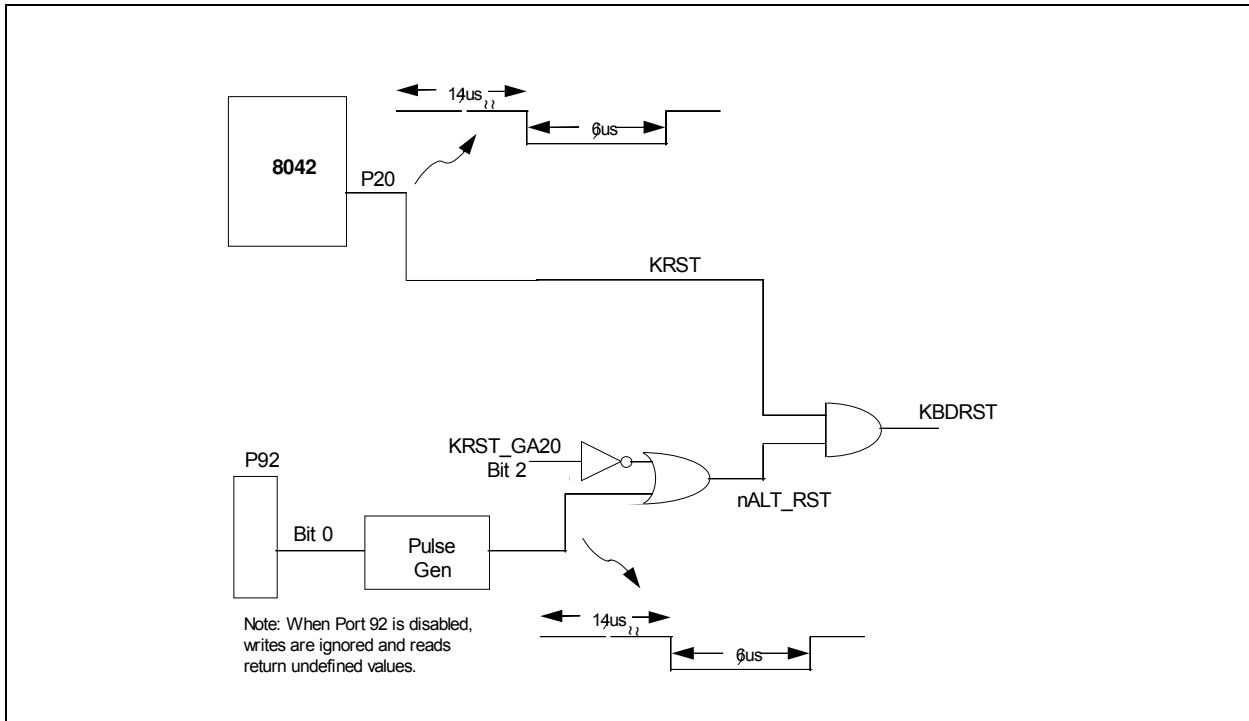 14us
6us
8042
P20
KRST
KBDRST
KRST_GA20
Bit 2
nALT_RST
P92
Bit 0
Pulse
Gen
14us
6us
Note: When Port 92 is disabled,
writes are ignored and reads
return undefined values.